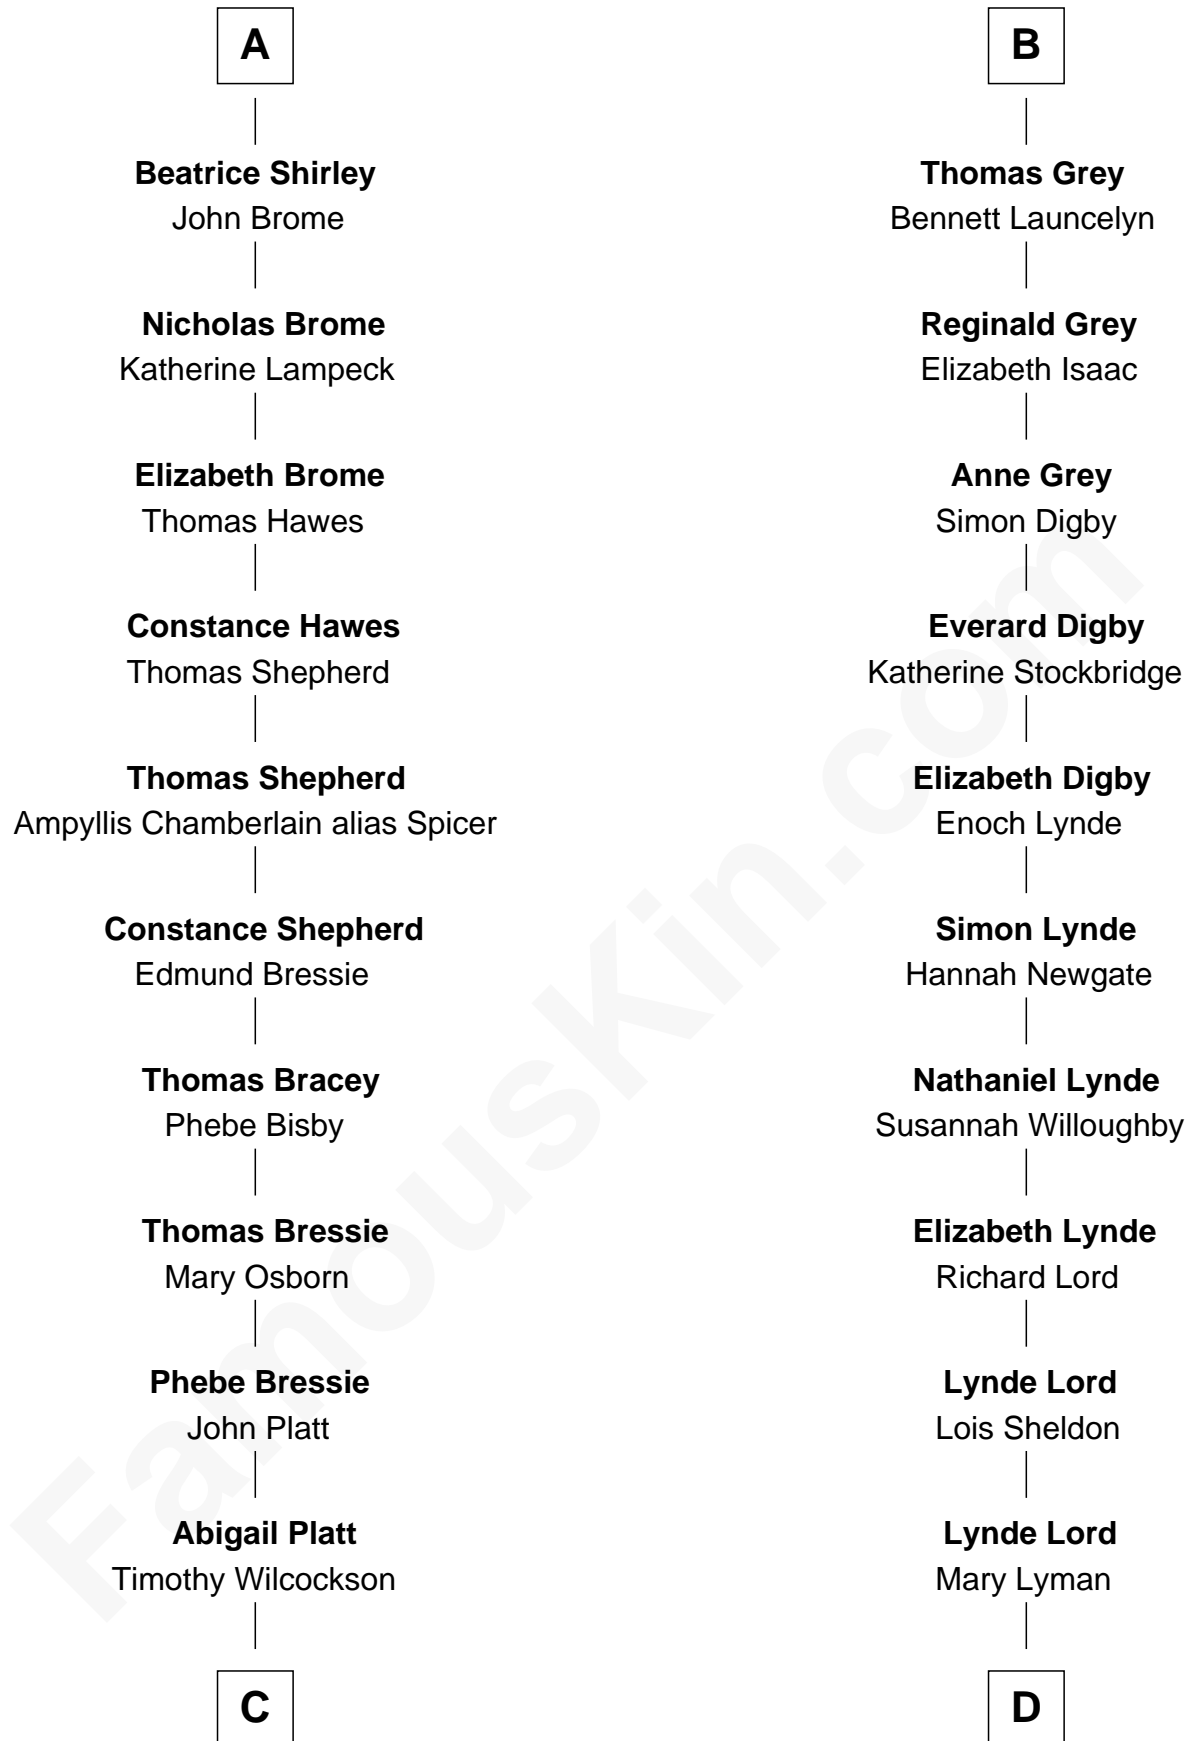 A
Beatrice Shirley
John Brome
Nicholas Brome
Katherine Lampeck
Elizabeth Brome
Thomas Hawes
Constance Hawes
Thomas Shepherd
Thomas Shepherd
Ampyllis Chamberlain alias Spicer
Constance Shepherd
Edmund Bressie
Thomas Bracey
Phebe Bisby
Thomas Bressie
Mary Osborn
Phebe Bressie
John Platt
Abigail Platt
Timothy Wilcockson
C
B
Thomas Grey
Bennett Launcelyn
Reginald Grey
Elizabeth Isaac
Anne Grey
Simon Digby
Everard Digby
Katherine Stockbridge
Elizabeth Digby
Enoch Lynde
Simon Lynde
Hannah Newgate
Nathaniel Lynde
Susannah Willoughby
Elizabeth Lynde
Richard Lord
Lynde Lord
Lois Sheldon
Lynde Lord
Mary Lyman
D
FamousKin.com